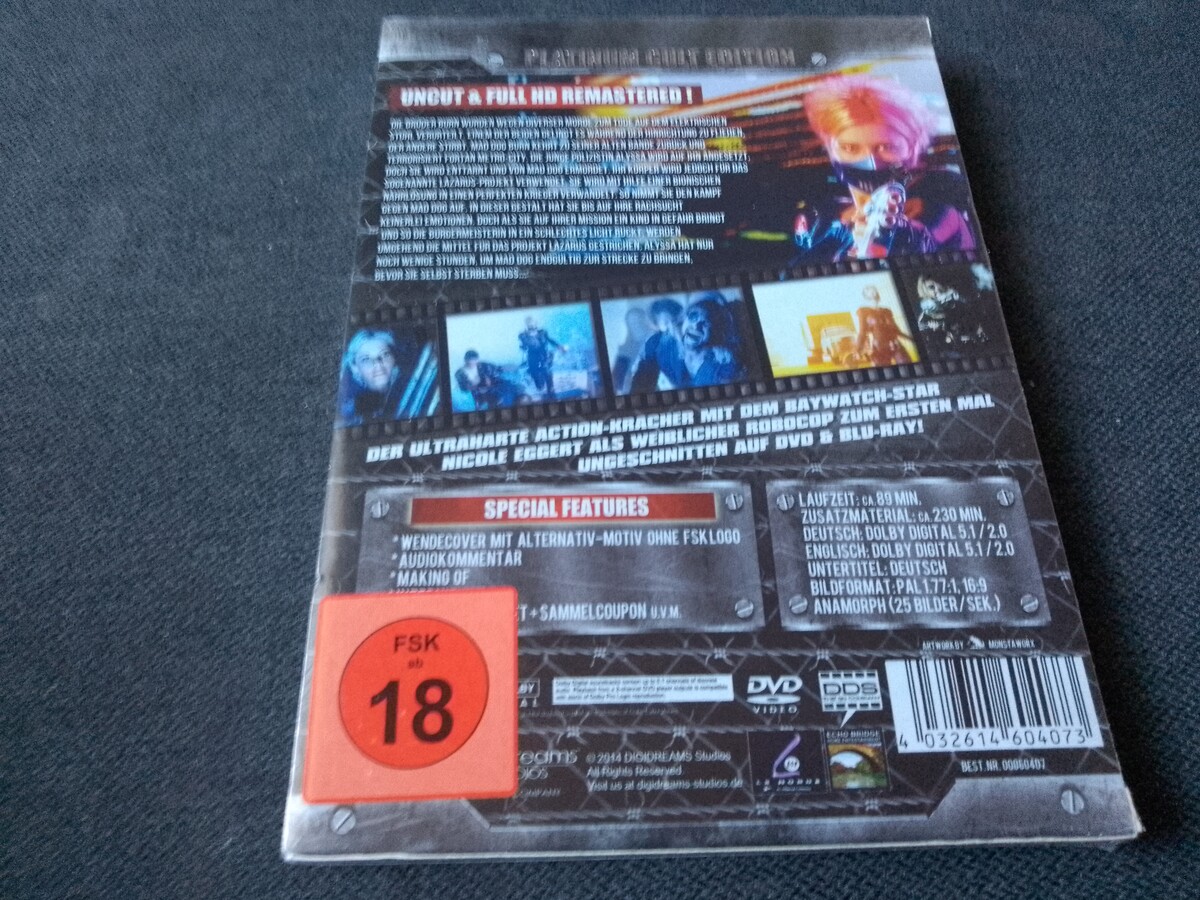 PLATINUM CULT EDITION
UNCUT & FULL HD REMASTERED !
DIE BRÜDER BURN WURDEN WEGEN DIVERSEN MORDE ZUM TODE AUF DEM ELEKTRISCHEN
STUHL VERURTEILT. EINEM DER BEIDEN GELINGT ES WÄHREND DER HINRICHTUNG ZU FLIEHEN,
DER ANDERE STIRBT. MAD DOG BURN
VERDINGT FORTAN METRO CITY. DIE UNDERCOVER POLIZISTIN ALYSSA WIRD AUF IHN ANGESETZT,
DOCH SIE WIRD ENTTARNT UND VON MAD DOG ERMORDET. IHR KÖRPER WIRD JEDOCH FÜR DAS
SOGENANNTE LAZARUS PROJEKT VERWENDET, SIE WIRD MIT HILFE EINER BIONISCHEN
NACHLÖSUNG IN EINEN PERFEKTEN KRIEGER VERWANDELT. SO NIMMT SIE DEN KAMPF
GEGEN MAD DOG AUF. IN DIESER GESTALT HAT SIE BIS AUF IHRE RACHSUCHT
KEINERLEI EMOTIONEN. DOCH ALS SIE AUF IHRER MISSION EIN KIND IN GEFAHR BRINGT
UND SO DIE BÜRGERMEISTERIN IN EIN SCHLECHTES LICHT RÜCKT, WERDEN
UMGEHEND DIE MITTEL FÜR DAS PROJEKT LAZARUS GESTRICHEN. ALYSSA HAT NUR
NOCH WENIGE STUNDEN, UM MAD DOG ENDGÜLTIG ZUR STRECKE ZU BRINGEN,
BEVOR SIE SELBST STERBEN MUSS...
DER ULTRAHARTE ACTION-KRACHER MIT DEM BAYWATCH-STAR
NICOLE EGGERT ALS WEIBLICHER ROBOCOP ZUM ERSTEN MAL
UNGESCHNITTEN AUF DVD & BLU-RAY!
SPECIAL FEATURES
*WENDECOVER MIT ALTERNATIV-MOTIV OHNE FSK LOGO
*AUDIOKOMMENTAR
*MAKING OF
+SAMMELCOUPON U.V.M.
LAUFZEIT: CA. 89 MIN.
ZUSATZMATERIAL: CA. 230 MIN.
DEUTSCH: DOLBY DIGITAL 5.1 / 2.0
ENGLISCH: DOLBY DIGITAL 5.1 / 2.0
UNTERTITEL: DEUTSCH
BILDFORMAT: PAL 1.77:1, 16:9
ANAMORPH (25 BILDER/SEK.)
ARTWORK BY MONSTAWORX
FSK
ab
18
DVD
VIDEO
DDS
4 032614 604073
BEST. NR. 00060407
© 2014 DIGIDREAMS Studios
All Rights Reserved
Visit us at digidreams-studios.de
ECHO BRIDGE